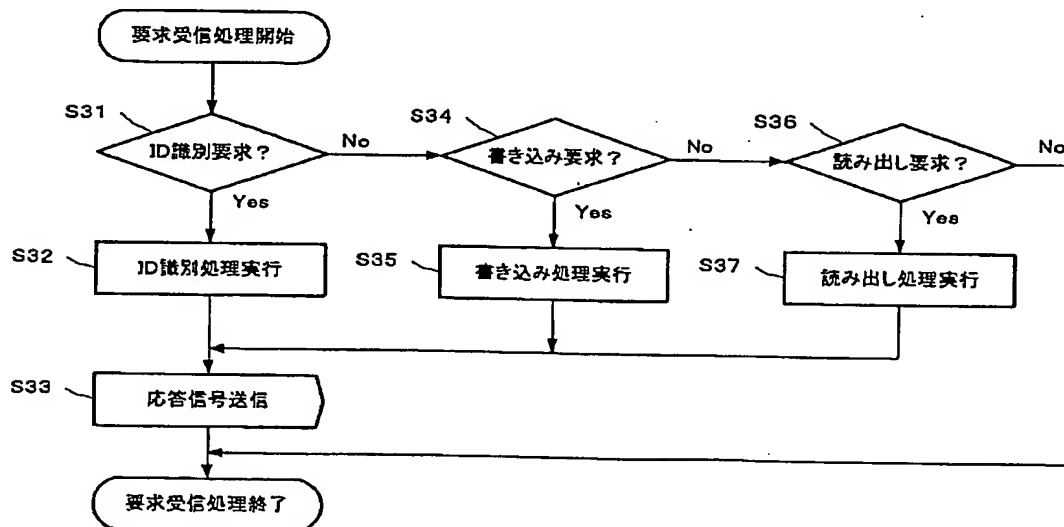 要求受信処理開始
S31
ID識別要求?
No
S34
書き込み要求?
No
S36
読み出し要求?
No
Yes
Yes
Yes
S32
ID識別処理実行
S35
書き込み処理実行
S37
読み出し処理実行
S33
応答信号送信
要求受信処理終了